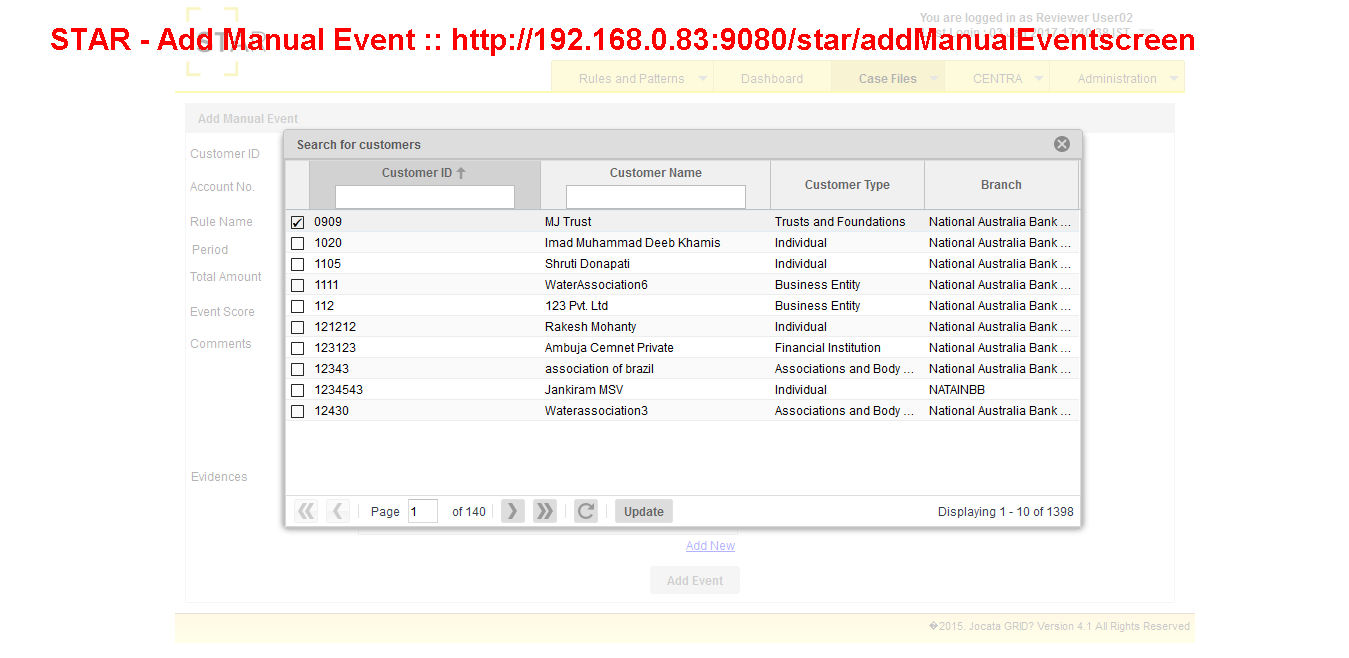 You are logged in as Reviewer User02
STAR - Add Manual Event :: http://192.168.0.83:9080/star/addManualEventscreen
STAR
Rules and Patterns
Dashboard
Case Files
CENTRA
Administration
Add Manual Event
Customer ID
Account No.
Rule Name
Period
Total Amount
Event Score
Comments
Evidences
Search for customers
Customer ID Customer Name Customer Type Branch
0909 MJ Trust Trusts and Foundations National Australia Bank ...
1020 Imad Muhammad Deeb Khamis Individual National Australia Bank ...
1105 Shruti Donapati Individual National Australia Bank ...
1111 WaterAssociation6 Business Entity National Australia Bank ...
112 123 Pvt. Ltd Business Entity National Australia Bank ...
121212 Rakesh Mohanty Individual National Australia Bank ...
123123 Ambuja Cemnet Private Financial Institution National Australia Bank ...
12343 association of brazil Associations and Body ... National Australia Bank ...
1234543 Jankiram MSV Individual NATAINBB
12430 Waterassociation3 Associations and Body ... National Australia Bank ...
Page 1 of 140 Update Displaying 1 - 10 of 1398
Add New
Add Event
�2015. Jocata GRID? Version 4.1 All Rights Reserved